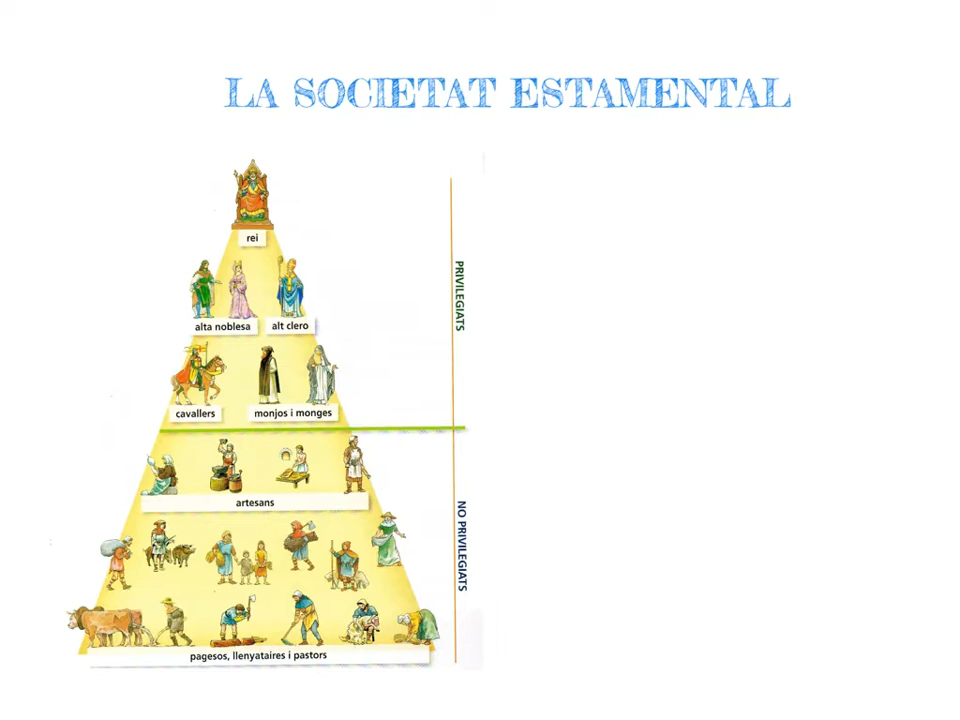 LA SOCIETAT ESTAMENTAL
rei
alta noblesa
alt clero
cavallers
monjos i monges
artesans
pagesos, llenyataires i pastors
PRIVILEGIATS
NO PRIVILEGIATS